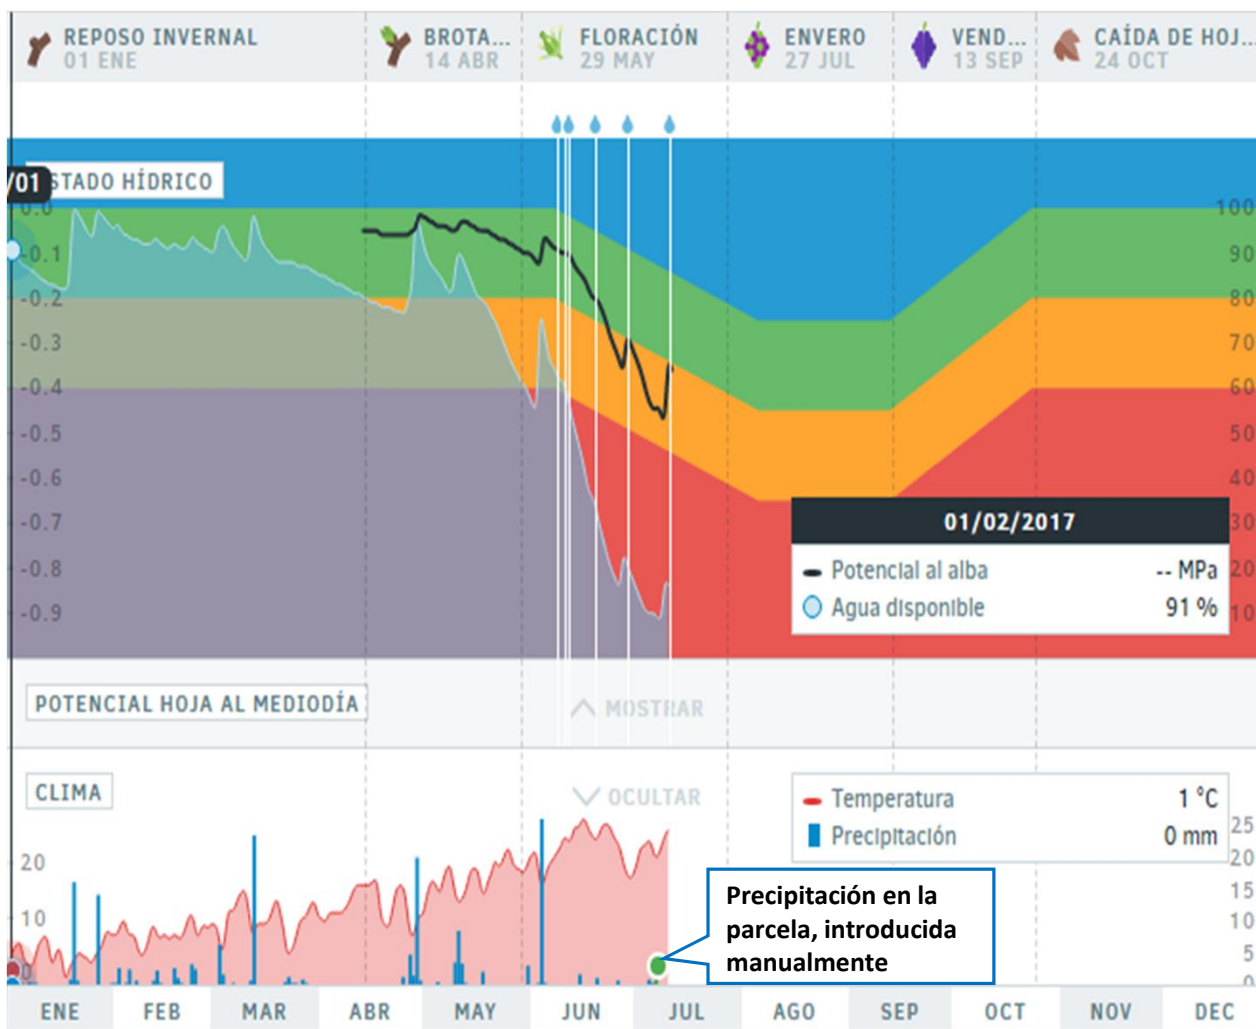 REPOSO INVERNAL
01 ENE
BROTA...
14 ABR
FLORACIÓN
29 MAY
ENVERO
27 JUL
VEND...
13 SEP
CAÍDA DE HOJ...
24 OCT
/01
STADO HÍDRICO
0.0
-0.1
-0.2
-0.3
-0.4
-0.5
-0.6
-0.7
-0.8
-0.9
100
90
80
70
60
50
40
30
20
10
01/02/2017
Potencial al alba -- MPa
Agua disponible 91 %
POTENCIAL HOJA AL MEDIODÍA
MOSTRAR
CLIMA
OCULTAR
Temperatura 1 °C
Precipitación 0 mm
20
10
0
25
20
15
10
5
0
Precipitación en la
parcela, introducida
manualmente
ENE FEB MAR ABR MAY JUN JUL AGO SEP OCT NOV DEC